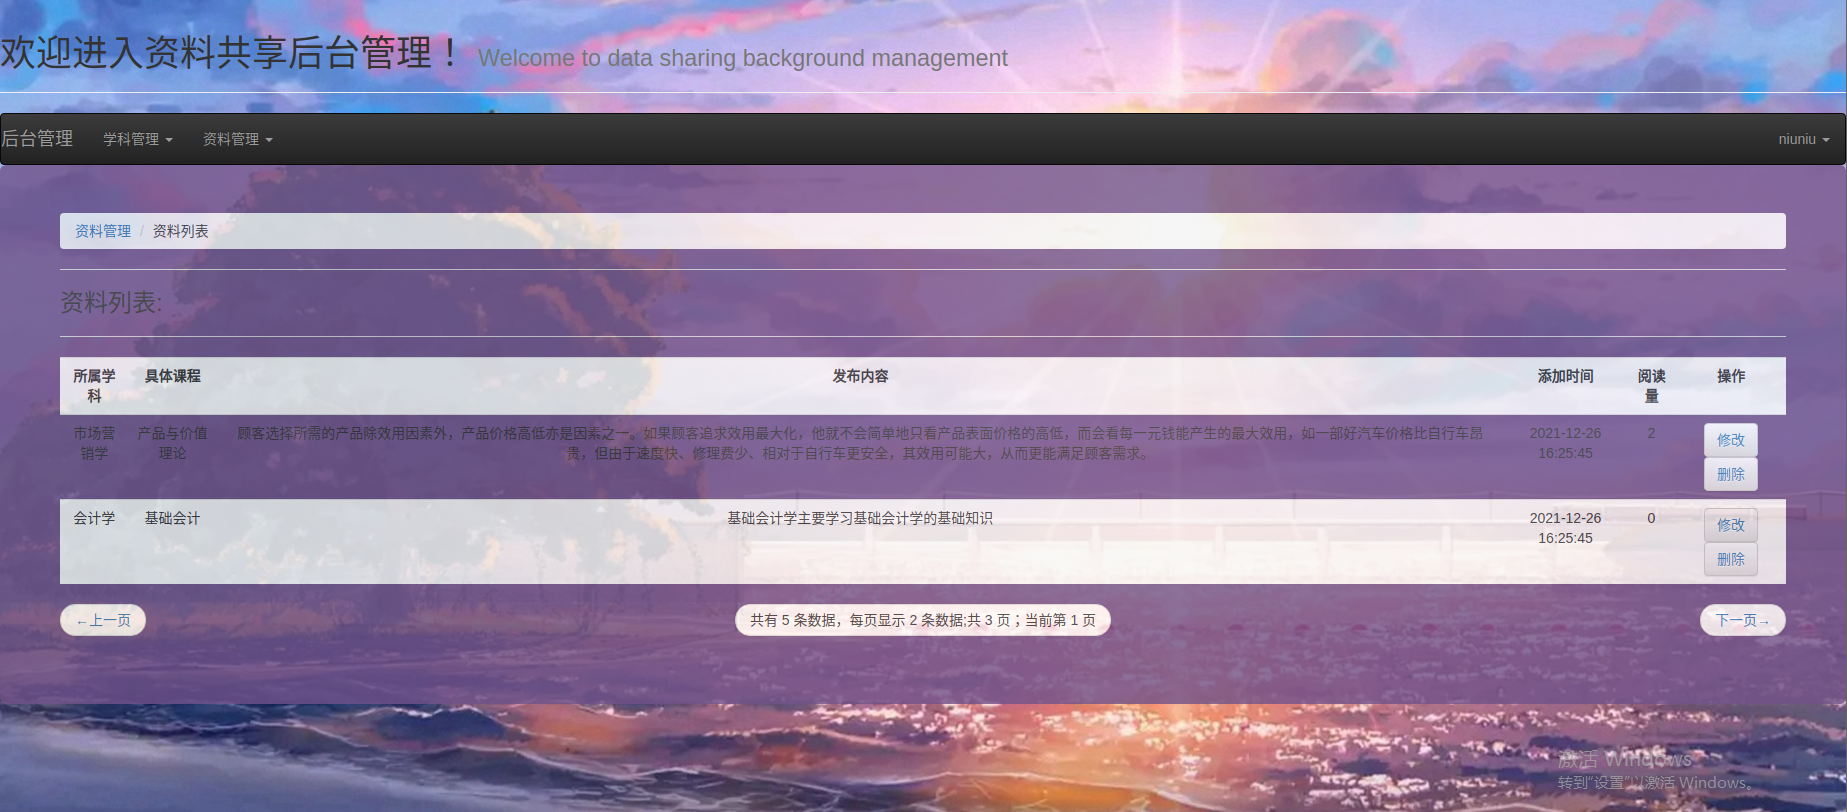 欢迎进入资料共享后台管理！ Welcome to data sharing background management
后台管理 学科管理 资料管理 niuniu
资料管理 / 资料列表
资料列表:
所属学科 具体课程 发布内容 添加时间 阅读量 操作
市场营销学 产品与价值理论 顾客选择所需的产品除效用因素外，产品价格高低亦是因素之一。如果顾客追求效用最大化，他就不会简单地只看产品表面价格的高低，而会看每一元钱能产生的最大效用，如一部好汽车价格比自行车昂
贵，但由于速度快、修理费少、相对于自行车更安全，其效用可能大，从而更能满足顾客需求。 2021-12-26 16:25:45 2 修改
删除
会计学 基础会计 基础会计学主要学习基础会计学的基础知识 2021-12-26 16:25:45 0 修改
删除
←上一页 共有 5 条数据，每页显示 2 条数据;共 3 页；当前第 1 页 下一页→
激活 Windows
转到"设置"以激活 Windows。